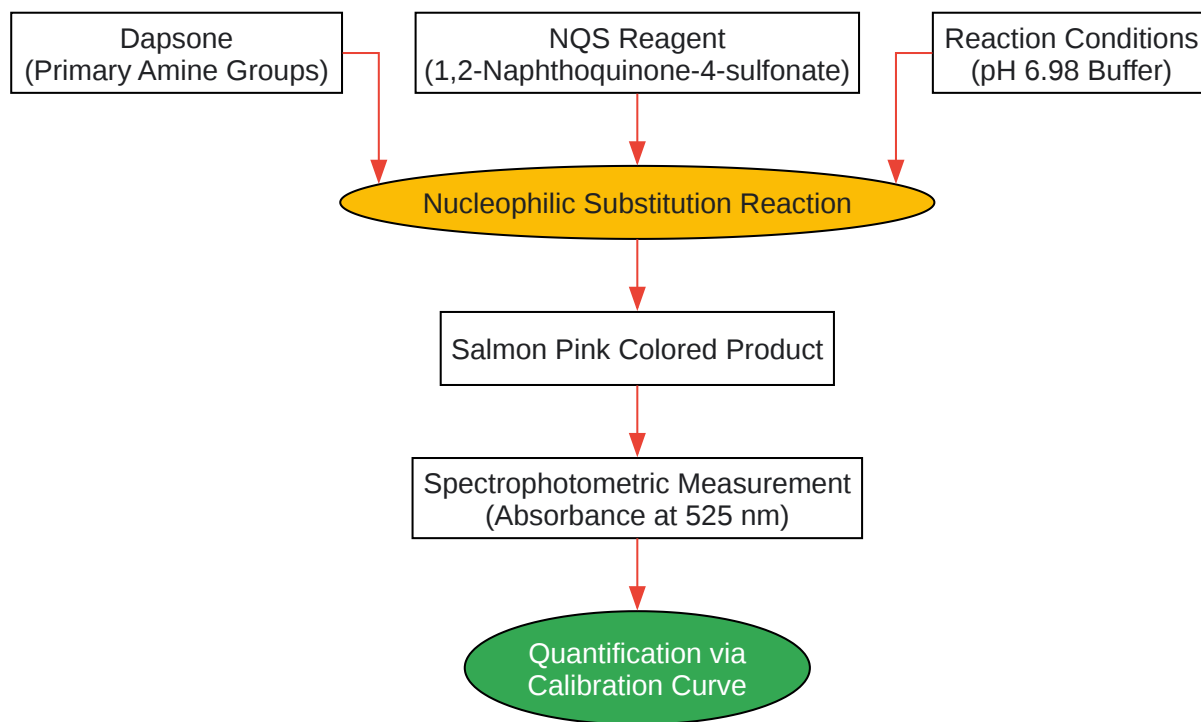 Dapsone
(Primary Amine Groups)
NQS Reagent
(1,2-Naphthoquinone-4-sulfonate)
Reaction Conditions
(pH 6.98 Buffer)
Nucleophilic Substitution Reaction
Salmon Pink Colored Product
Spectrophotometric Measurement
(Absorbance at 525 nm)
Quantification via
Calibration Curve